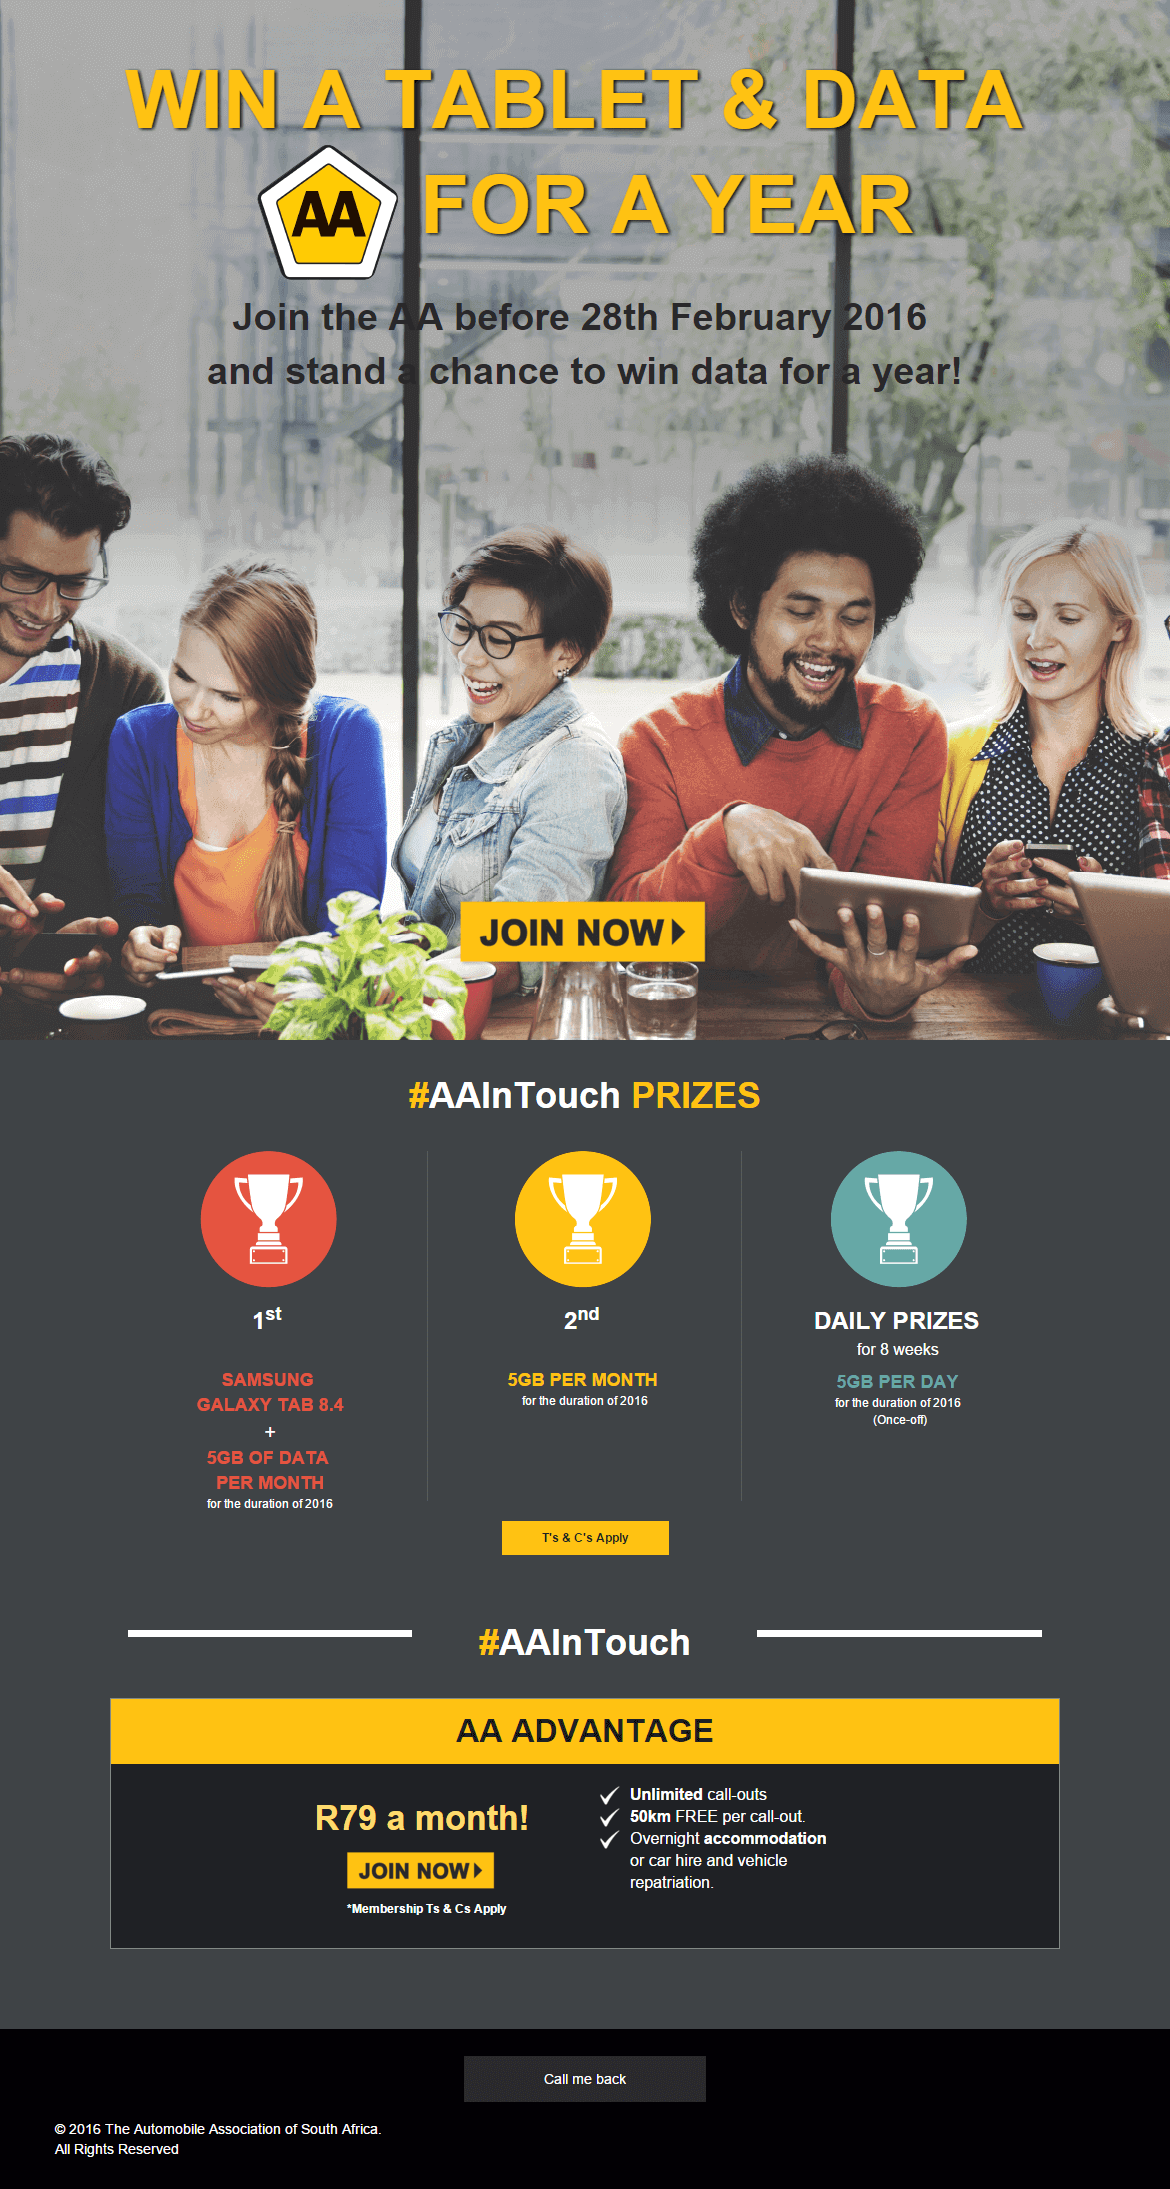 WIN A TABLET & DATA
AA FOR A YEAR
Join the AA before 28th February 2016
and stand a chance to win data for a year!
JOIN NOW
#AAInTouch PRIZES
1st
SAMSUNG
GALAXY TAB 8.4
+
5GB OF DATA
PER MONTH
for the duration of 2016
2nd
5GB PER MONTH
for the duration of 2016
DAILY PRIZES
for 8 weeks
5GB PER DAY
for the duration of 2016
(Once-off)
T's & C's Apply
#AAInTouch
AA ADVANTAGE
R79 a month!
JOIN NOW
*Membership Ts & Cs Apply
Unlimited call-outs
50km FREE per call-out.
Overnight accommodation
or car hire and vehicle
repatriation.
Call me back
© 2016 The Automobile Association of South Africa.
All Rights Reserved